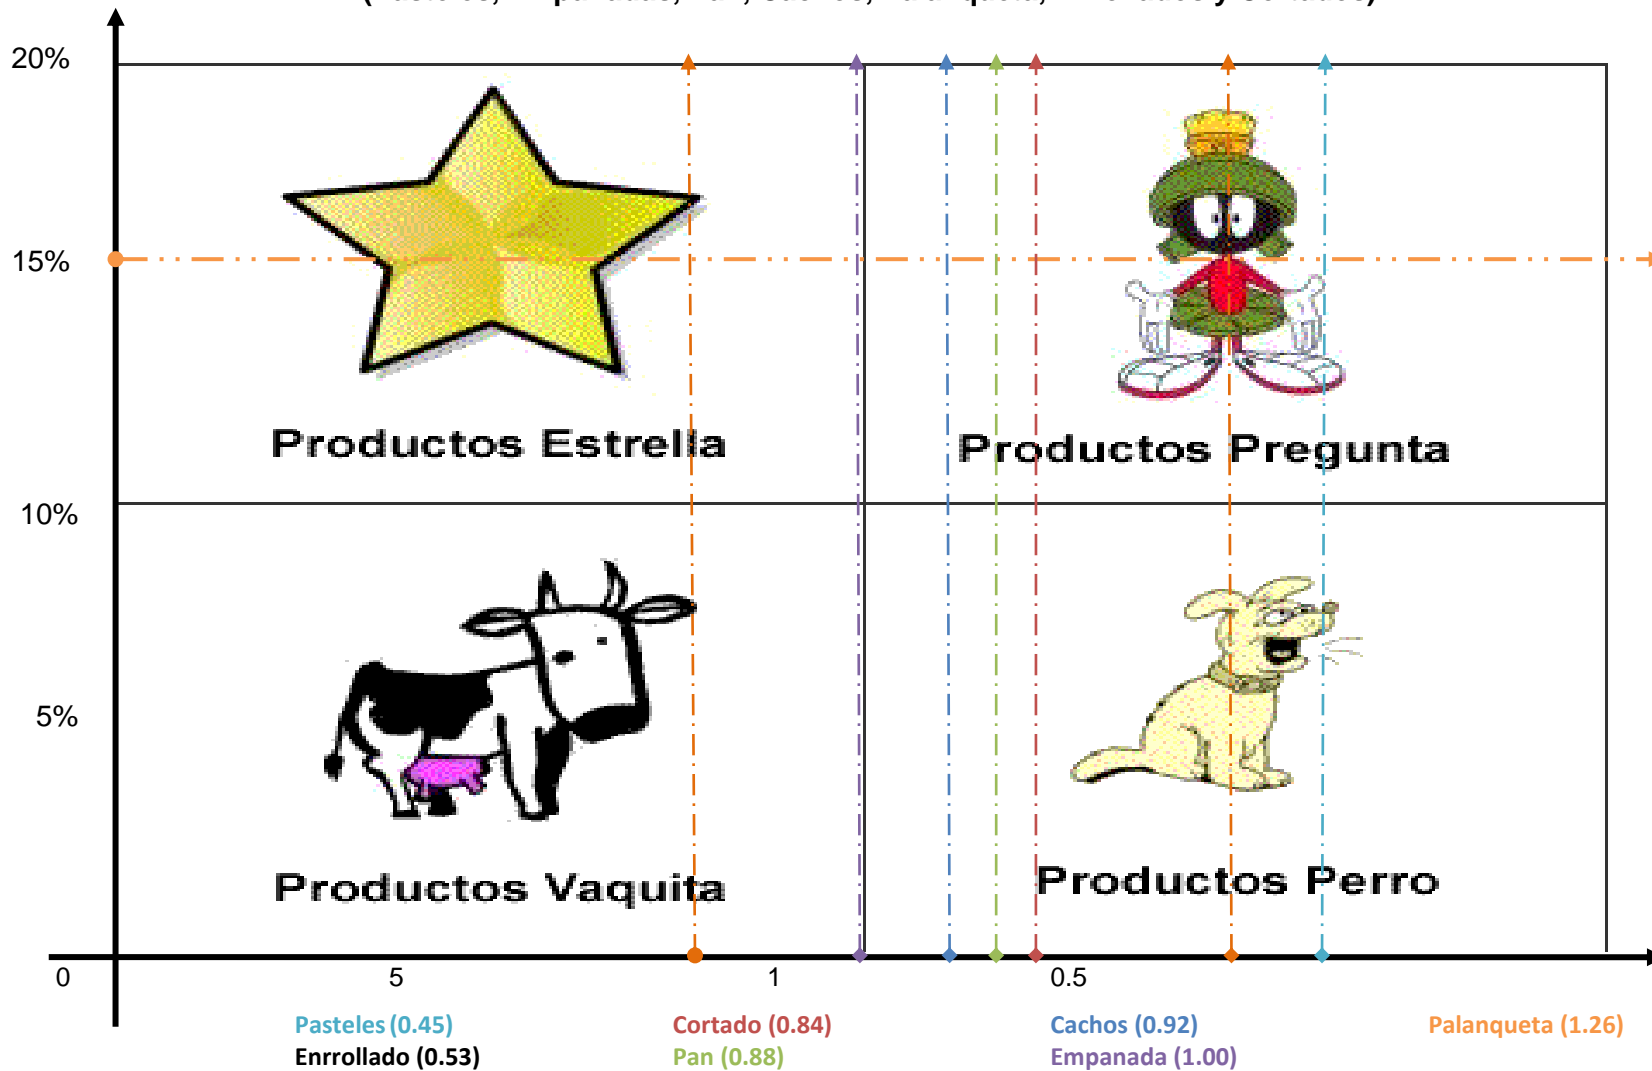 20%
15%
Productos Estrella
Productos Pregunta
10%
5%
Productos Vaquita
Productos Perro
0 5 1 0.5
Pasteles (0.45) Cortado (0.84) Cachos (0.92) Palanqueta (1.26)
Enrrollado (0.53) Pan (0.88) Empanada (1.00)